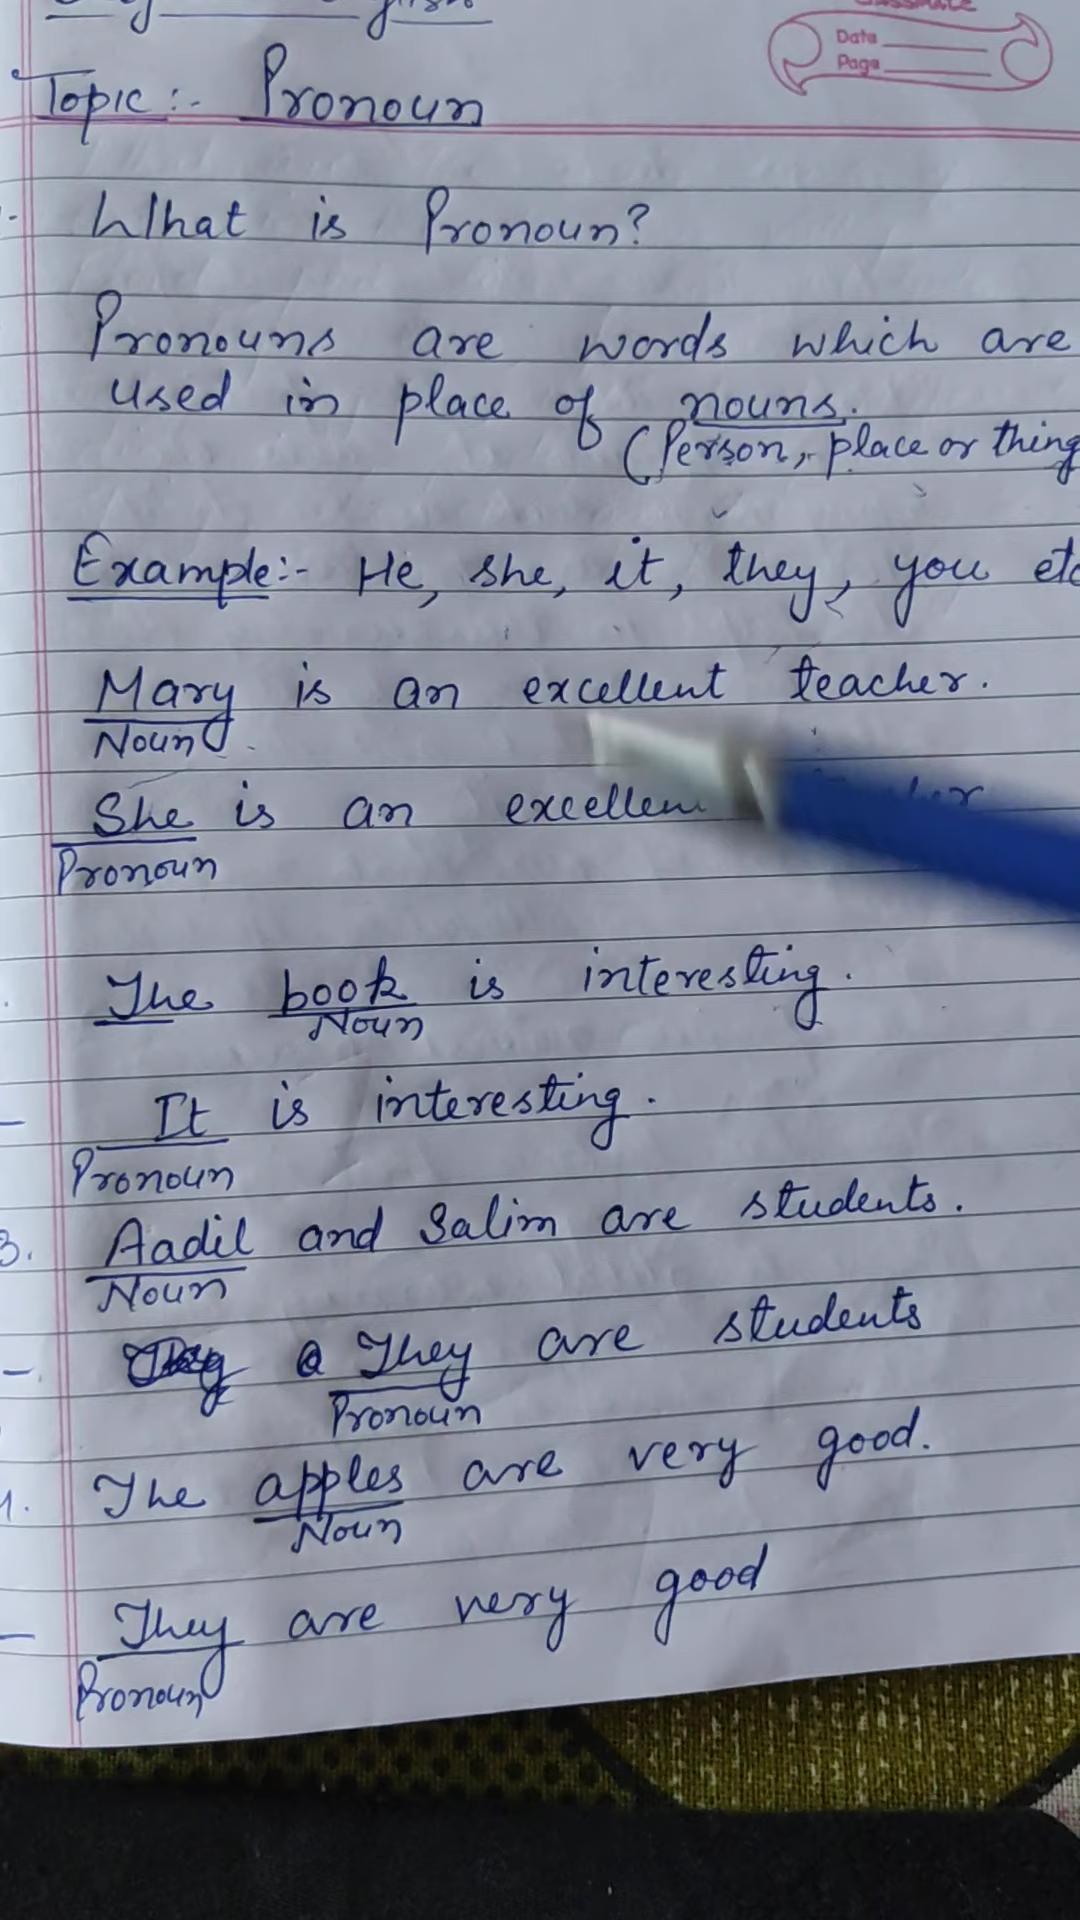 Date
Page
Topic :- Pronoun
What is Pronoun?
Pronouns are words which are
used in place of nouns.
(Person, place or thing
Example:- He, she, it, they, you etc
Mary is an excellent teacher.
Noun
She is an
Pronoun
The book is interesting.
Noun
It is interesting.
Pronoun
3. Aadil and Salim are students.
Noun
They are students
Pronoun
The apples are very good.
Noun
They are very good
Pronoun